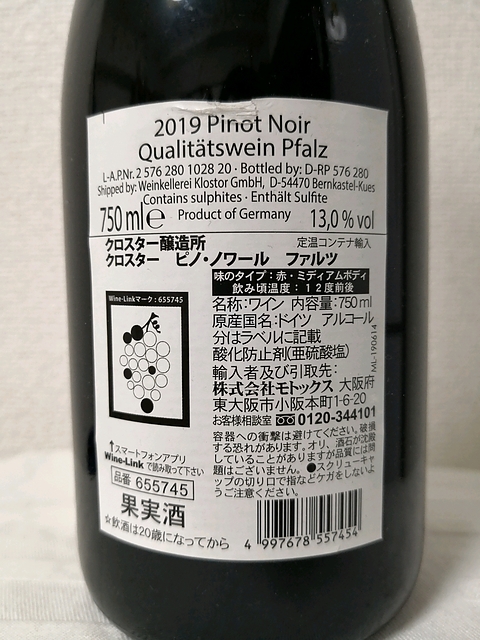 2019 Pinot Noir
Qualitätswein Pfalz
L-A.P.Nr. 2 576 280 1028 20 · Bottled by: D-RP 576 280
Shipped by: Weinkellerei Klostor GmbH, D-54470 Bernkastel-Kues
Contains sulphites · Enthält Sulfite
750 ml ℮ Product of Germany 13,0 % vol
クロスター醸造所 定温コンテナ輸入
クロスター ピノ・ノワール ファルツ
味のタイプ：赤・ミディアムボディ
飲み頃温度：１２度前後
Wine-Linkマーク：655745
名称：ワイン 内容量：750ml
原産国名：ドイツ アルコール
分はラベルに記載
酸化防止剤(亜硫酸塩)
輸入者及び引取先：
株式会社モトックス 大阪府
東大阪市小阪本町1-6-20
お客様相談室 0120-344101
ML-190614
容器への衝撃は避けてください。破損
する恐れがあります。オリ、酒石が沈殿
していることがありますが品質には問
題はございません。●スクリューキャ
ップの切り口で指などケガをしないよ
うご注意ください。
↑スマートフォンアプリ
Wine-Link で読み取って下さい
品番 655745
果実酒
☆飲酒は20歳になってから
4 997678 557454